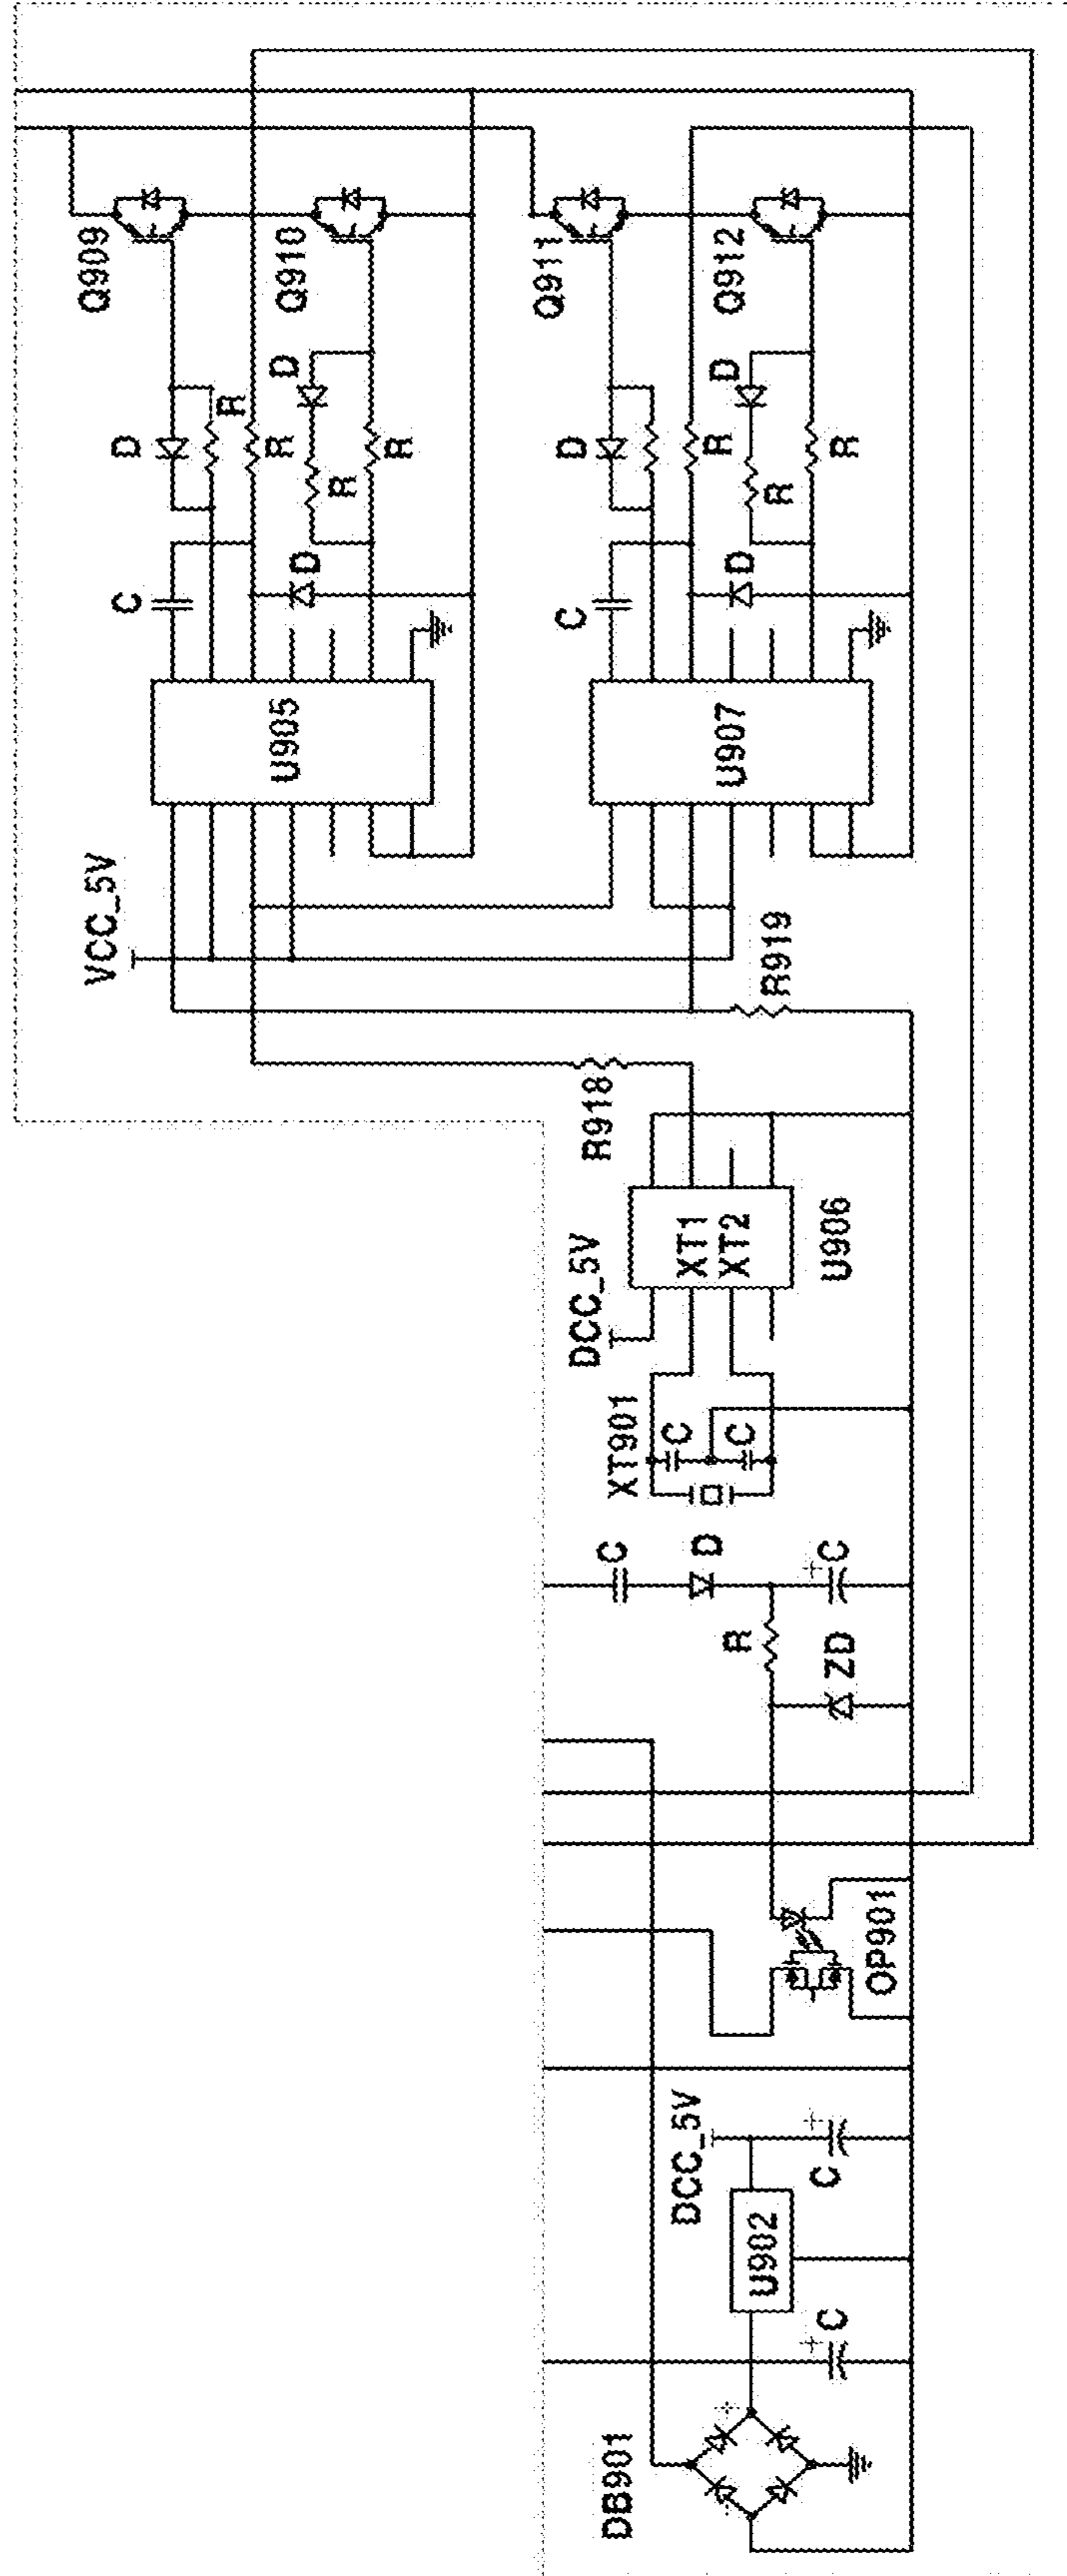 Q909
Q910
Q911
Q912
D
R
R
D
R
R
D
R
D
R
R
C
D
C
D
U905
U907
VCC_5V
R919
R918
DCC_5V
XT1
XT2
U906
XT901
C
C
C
D
C
R
ZD
OP901
DCC_5V
C
U902
C
DB901